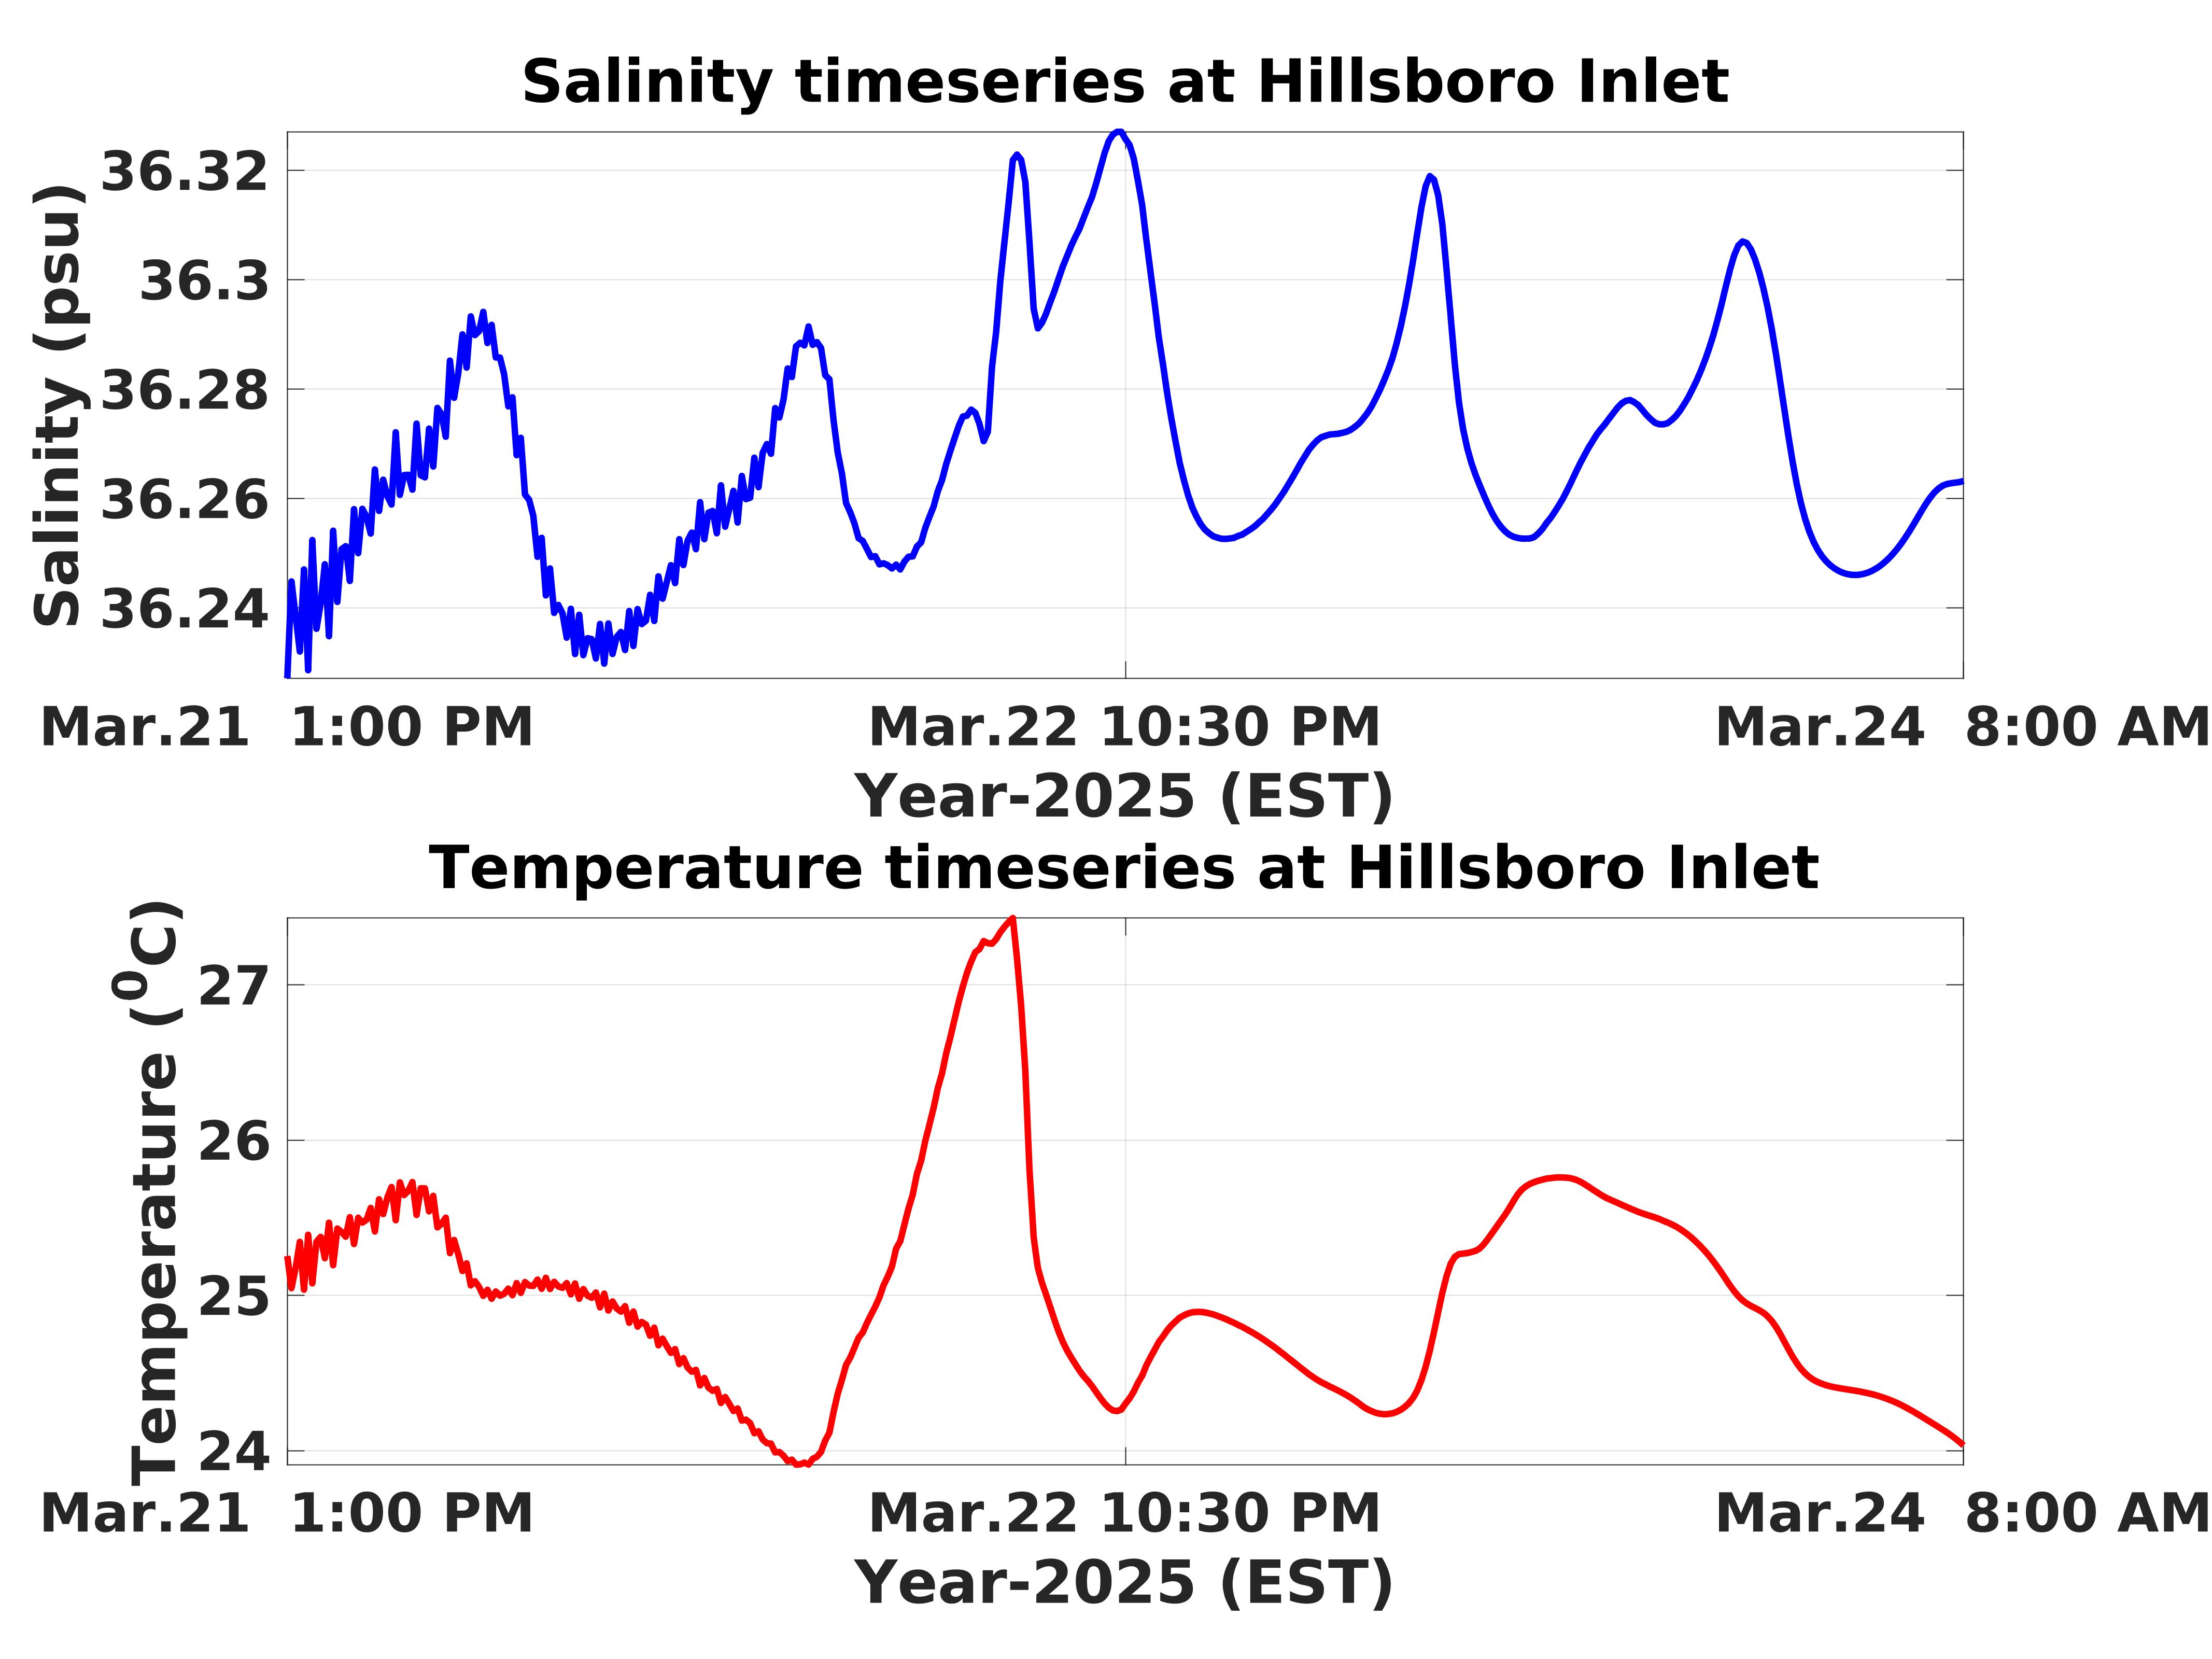 Salinity timeseries at Hillsboro Inlet
Salinity (psu)
36.32
36.3
36.28
36.26
36.24
Mar.21  1:00 PM
Mar.22 10:30 PM
Mar.24  8:00 AM
Year-2025 (EST)
Temperature timeseries at Hillsboro Inlet
Temperature (⁰C)
27
26
25
24
Mar.21  1:00 PM
Mar.22 10:30 PM
Mar.24  8:00 AM
Year-2025 (EST)